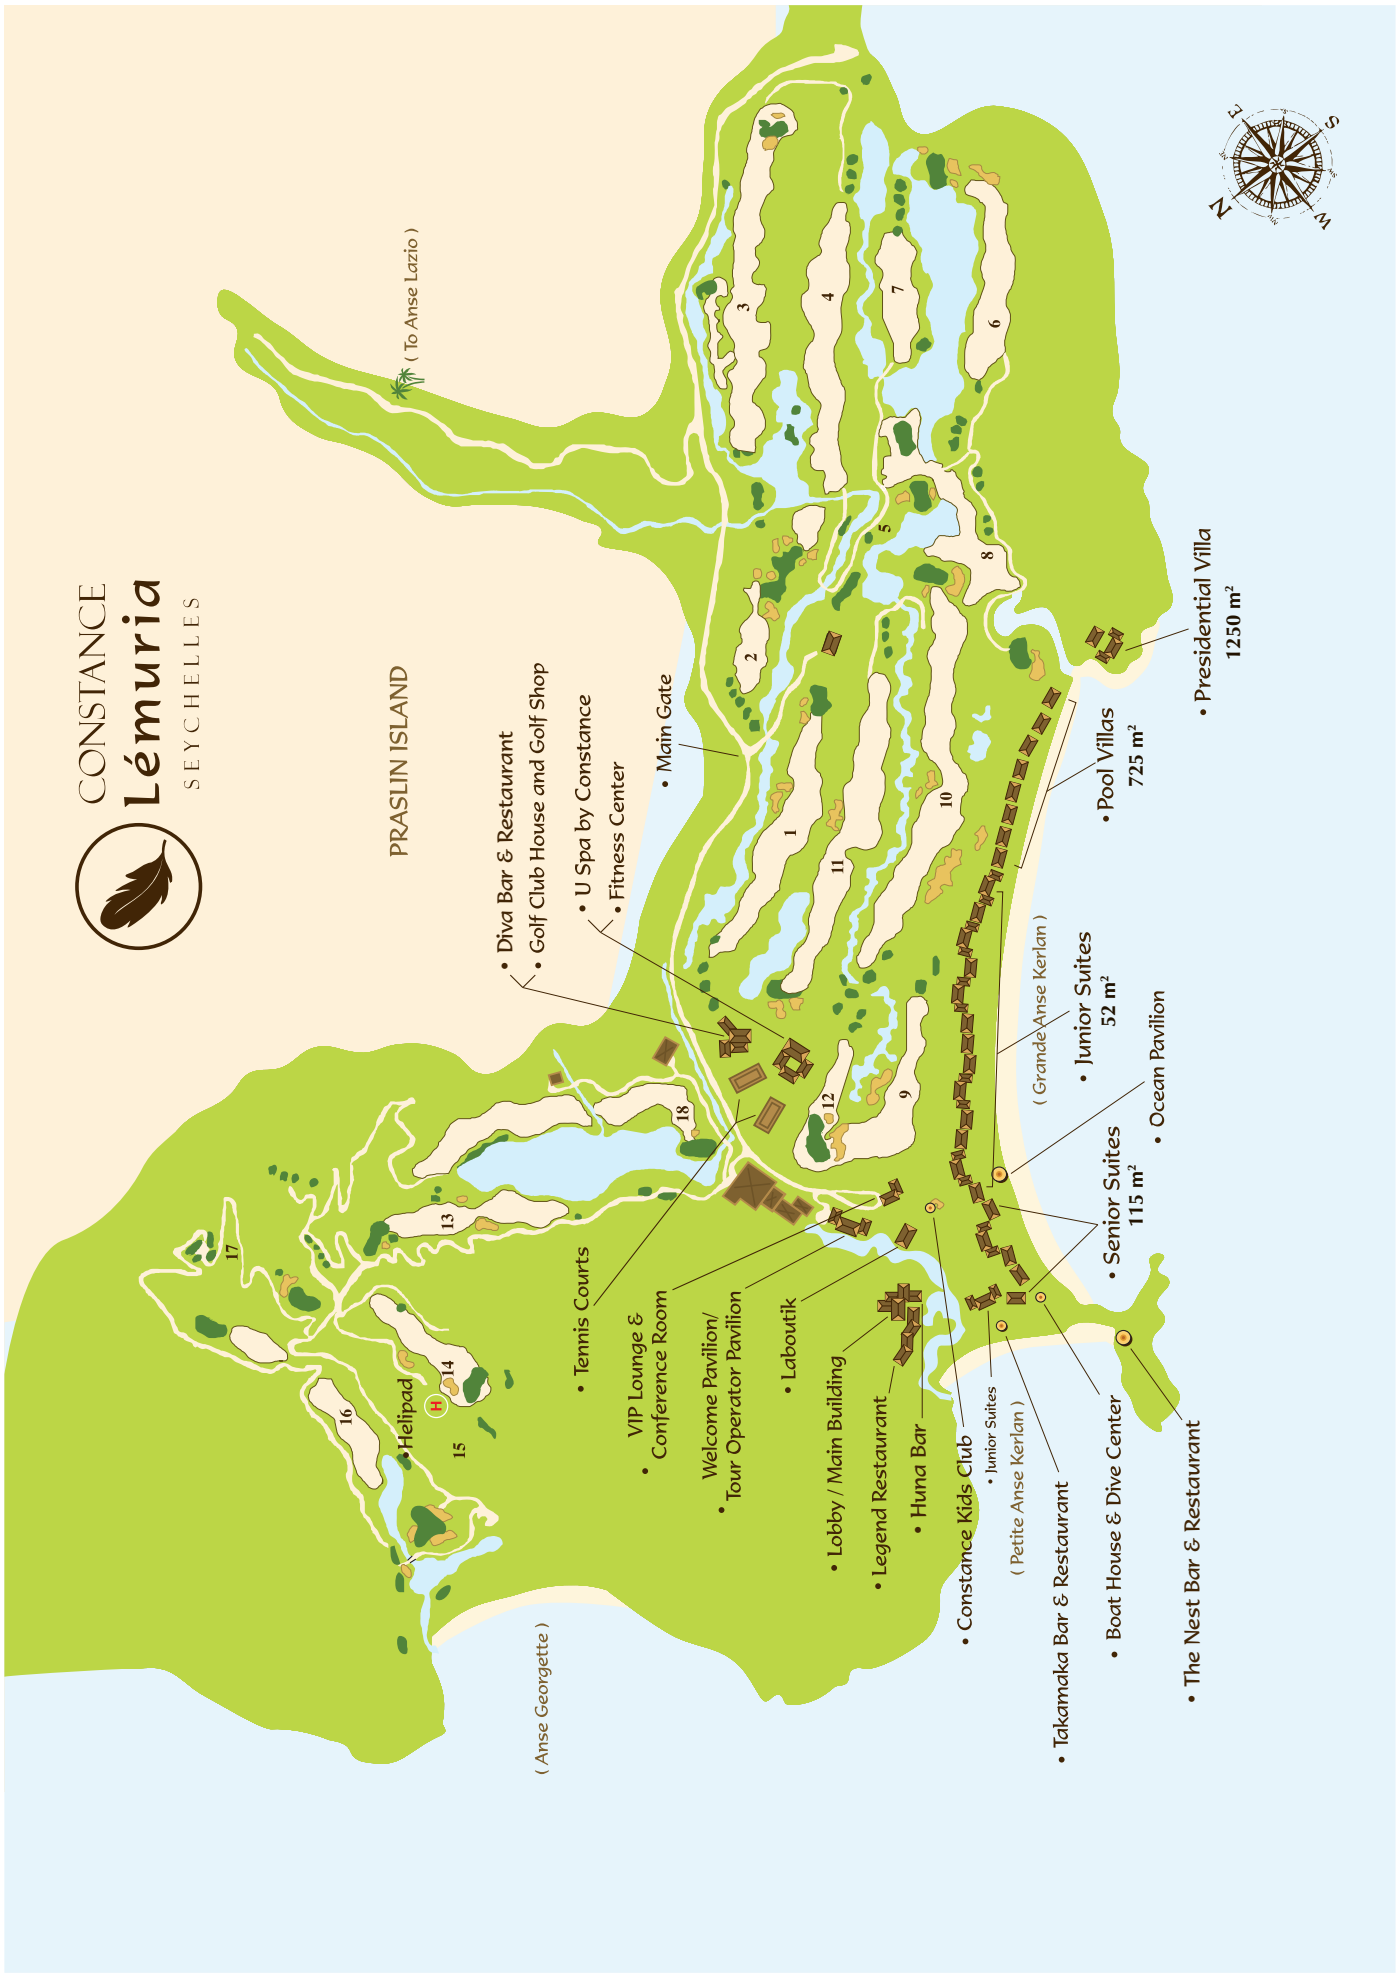 CONSTANCE
Lémuria
SEYCHELLES
PRASLIN ISLAND
( To Anse Lazio )
• Diva Bar & Restaurant
• Golf Club House and Golf Shop
• U Spa by Constance
• Fitness Center
• Main Gate
• Tennis Courts
VIP Lounge &
• Conference Room
Welcome Pavilion/
• Tour Operator Pavilion
• Laboutik
• Lobby / Main Building
• Legend Restaurant
• Huna Bar
• Constance Kids Club
• Junior Suites
( Petite Anse Kerlan )
• Takamaka Bar & Restaurant
• Boat House & Dive Center
• The Nest Bar & Restaurant
• Senior Suites
115 m²
• Ocean Pavilion
• Junior Suites
52 m²
( Grande Anse Kerlan )
• Pool Villas
725 m²
• Presidential Villa
1250 m²
( Anse Georgette )
• Helipad
H
1
2
3
4
5
6
7
8
9
10
11
12
13
14
15
16
17
18
N
E
S
W
NE
SE
SW
NW